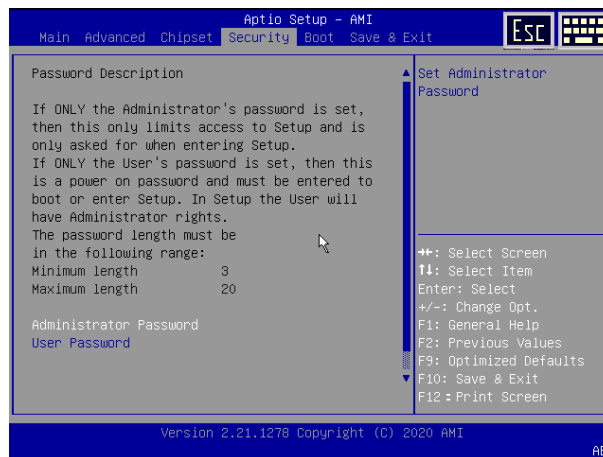 Aptio Setup - AMI
Main Advanced Chipset Security Boot Save & Exit
Esc
Password Description
If ONLY the Administrator's password is set,
then this only limits access to Setup and is
only asked for when entering Setup.
If ONLY the User's password is set, then this
is a power on password and must be entered to
boot or enter Setup. In Setup the User will
have Administrator rights.
The password length must be
in the following range:
Minimum length 3
Maximum length 20
Administrator Password
User Password
Set Administrator
Password
→←: Select Screen
↑↓: Select Item
Enter: Select
+/-: Change Opt.
F1: General Help
F2: Previous Values
F9: Optimized Defaults
F10: Save & Exit
F12 : Print Screen
Version 2.21.1278 Copyright (C) 2020 AMI